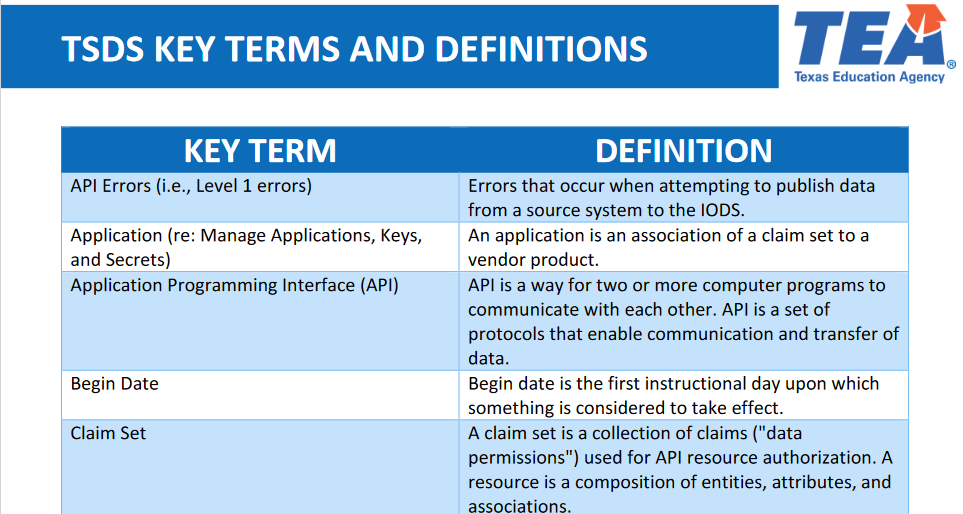 TSDS KEY TERMS AND DEFINITIONS
TEA®
Texas Education Agency
KEY TERM
DEFINITION
API Errors (i.e., Level 1 errors)
Errors that occur when attempting to publish data
from a source system to the IODS.
Application (re: Manage Applications, Keys,
and Secrets)
An application is an association of a claim set to a
vendor product.
Application Programming Interface (API)
API is a way for two or more computer programs to
communicate with each other. API is a set of
protocols that enable communication and transfer of
data.
Begin Date
Begin date is the first instructional day upon which
something is considered to take effect.
Claim Set
A claim set is a collection of claims ("data
permissions") used for API resource authorization. A
resource is a composition of entities, attributes, and
associations.